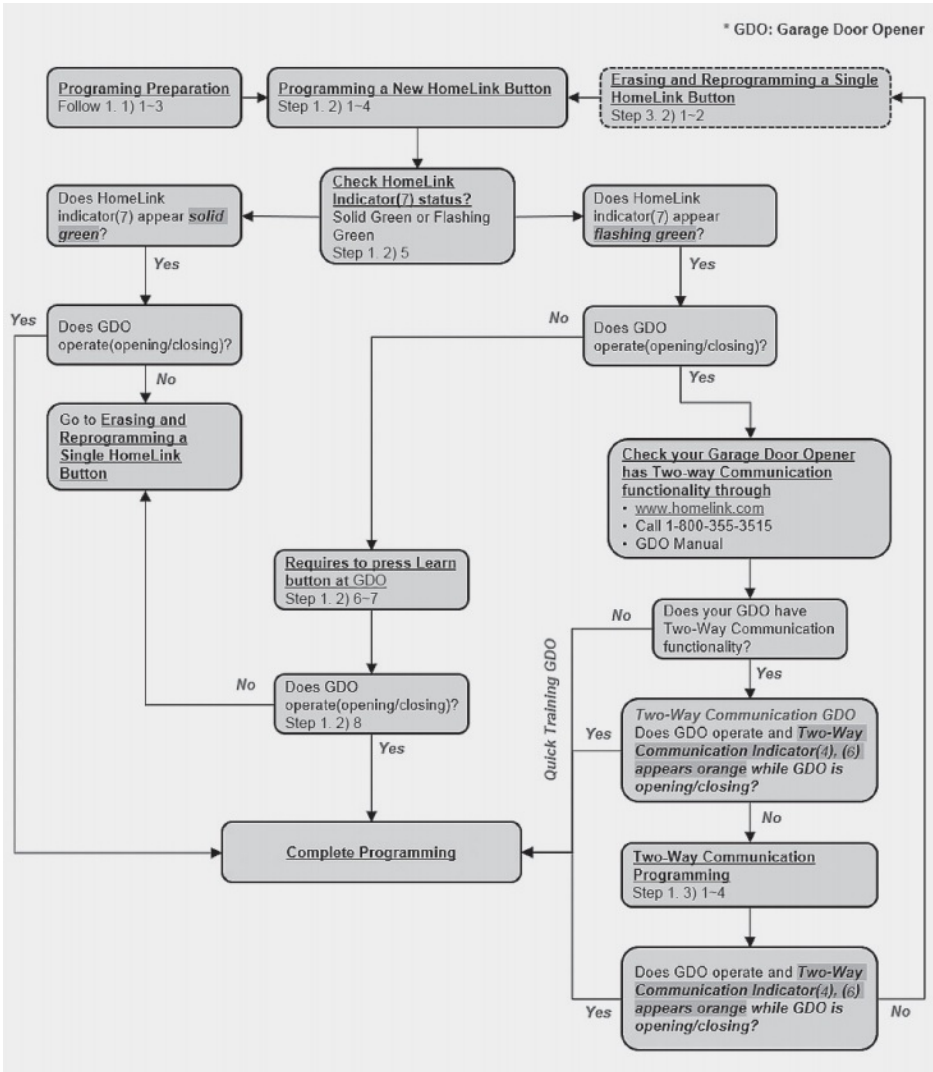 * GDO: Garage Door Opener
Programing Preparation
Follow 1. 1) 1~3
Programming a New HomeLink Button
Step 1. 2) 1~4
Erasing and Reprogramming a Single
HomeLink Button
Step 3. 2) 1~2
Does HomeLink
indicator(7) appear solid
green?
Check HomeLink
Indicator(7) status?
Solid Green or Flashing
Green
Step 1. 2) 5
Does HomeLink
indicator(7) appear
flashing green?
Yes
Yes
Yes
Does GDO
operate(opening/closing)?
No
Does GDO
operate(opening/closing)?
No
Yes
Go to Erasing and
Reprogramming a
Single HomeLink
Button
Check your Garage Door Opener
has Two-way Communication
functionality through
• www.homelink.com
• Call 1-800-355-3515
• GDO Manual
Requires to press Learn
button at GDO
Step 1. 2) 6~7
No
Does your GDO have
Two-Way Communication
functionality?
Yes
Quick Training GDO
No
Does GDO
operate(opening/closing)?
Step 1. 2) 8
Yes
Yes
Two-Way Communication GDO
Does GDO operate and Two-Way
Communication Indicator(4), (6)
appears orange while GDO is
opening/closing?
No
Complete Programming
Two-Way Communication
Programming
Step 1. 3) 1~4
Does GDO operate and Two-Way
Communication Indicator(4), (6)
appears orange while GDO is
opening/closing?
Yes
No